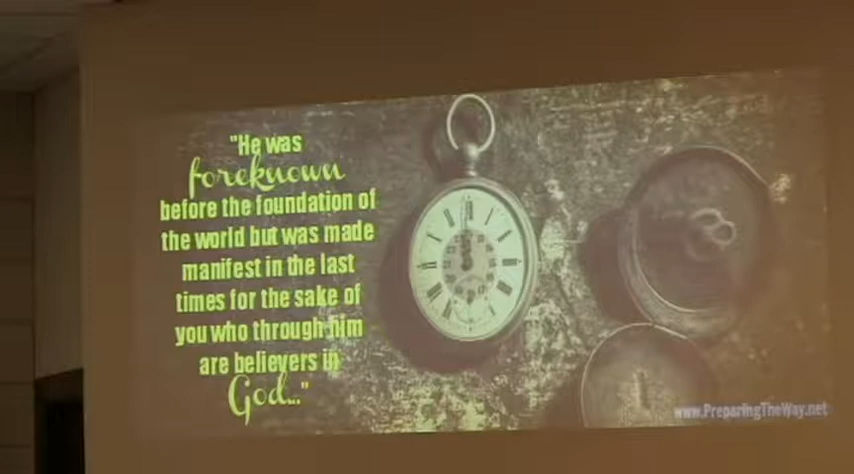 "He was
foreknown
before the foundation of
the world but was made
manifest in the last
times for the sake of
you who through him
are believers in
God..."
www.PreparingTheWay.net